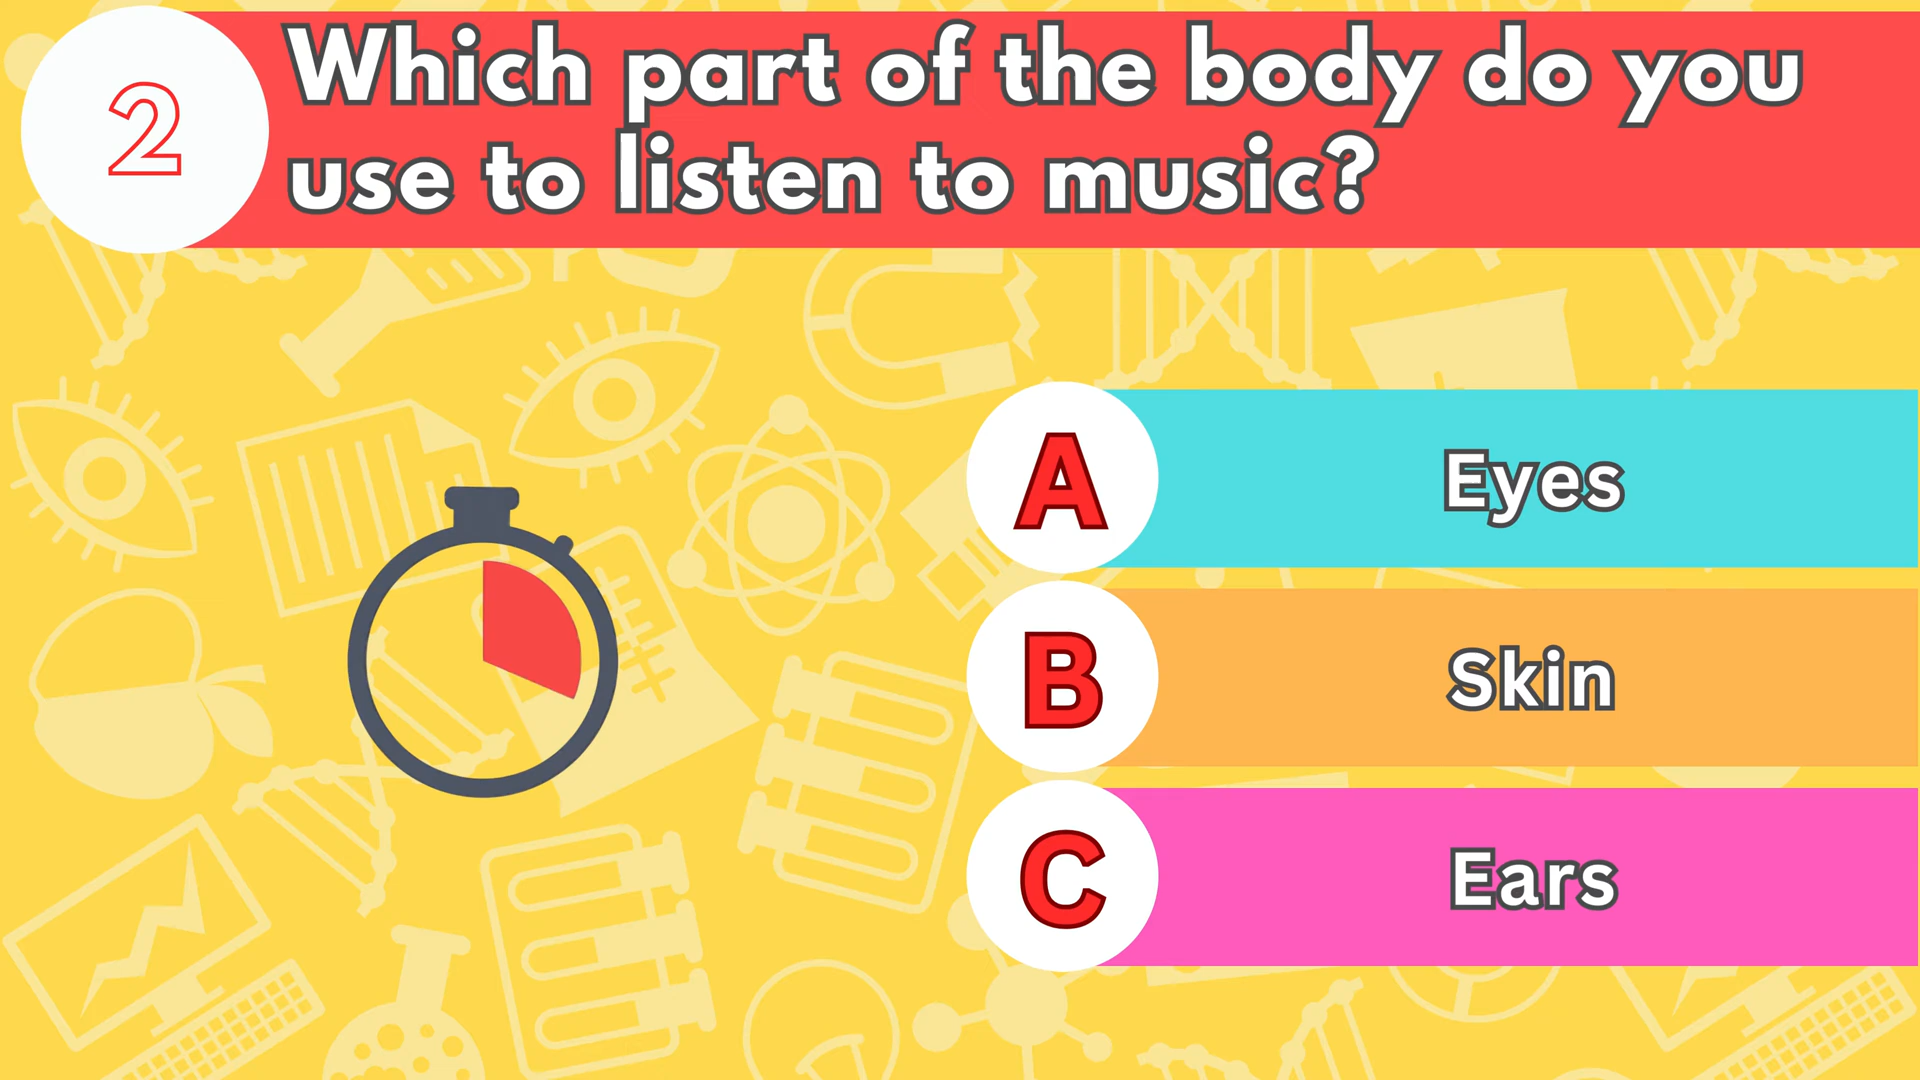 2
Which part of the body do you
use to listen to music?
A
Eyes
B
Skin
C
Ears